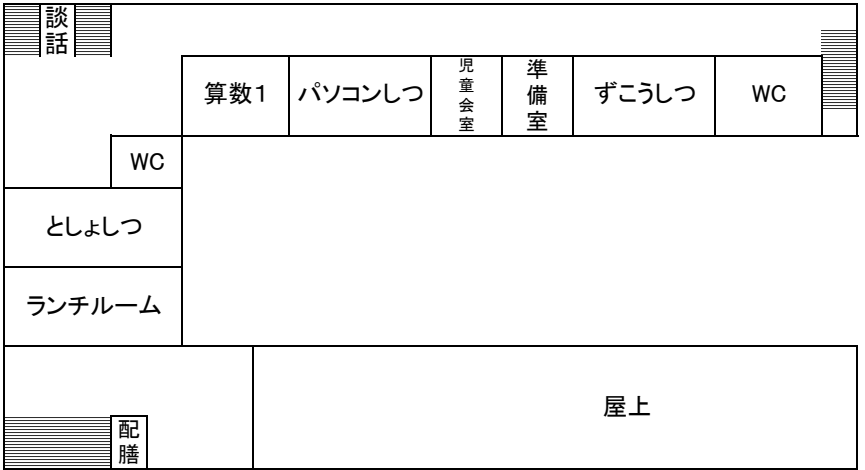 談話
算数1
パソコンしつ
児童会室
準備室
ずこうしつ
WC
WC
としょしつ
ランチルーム
屋上
配膳